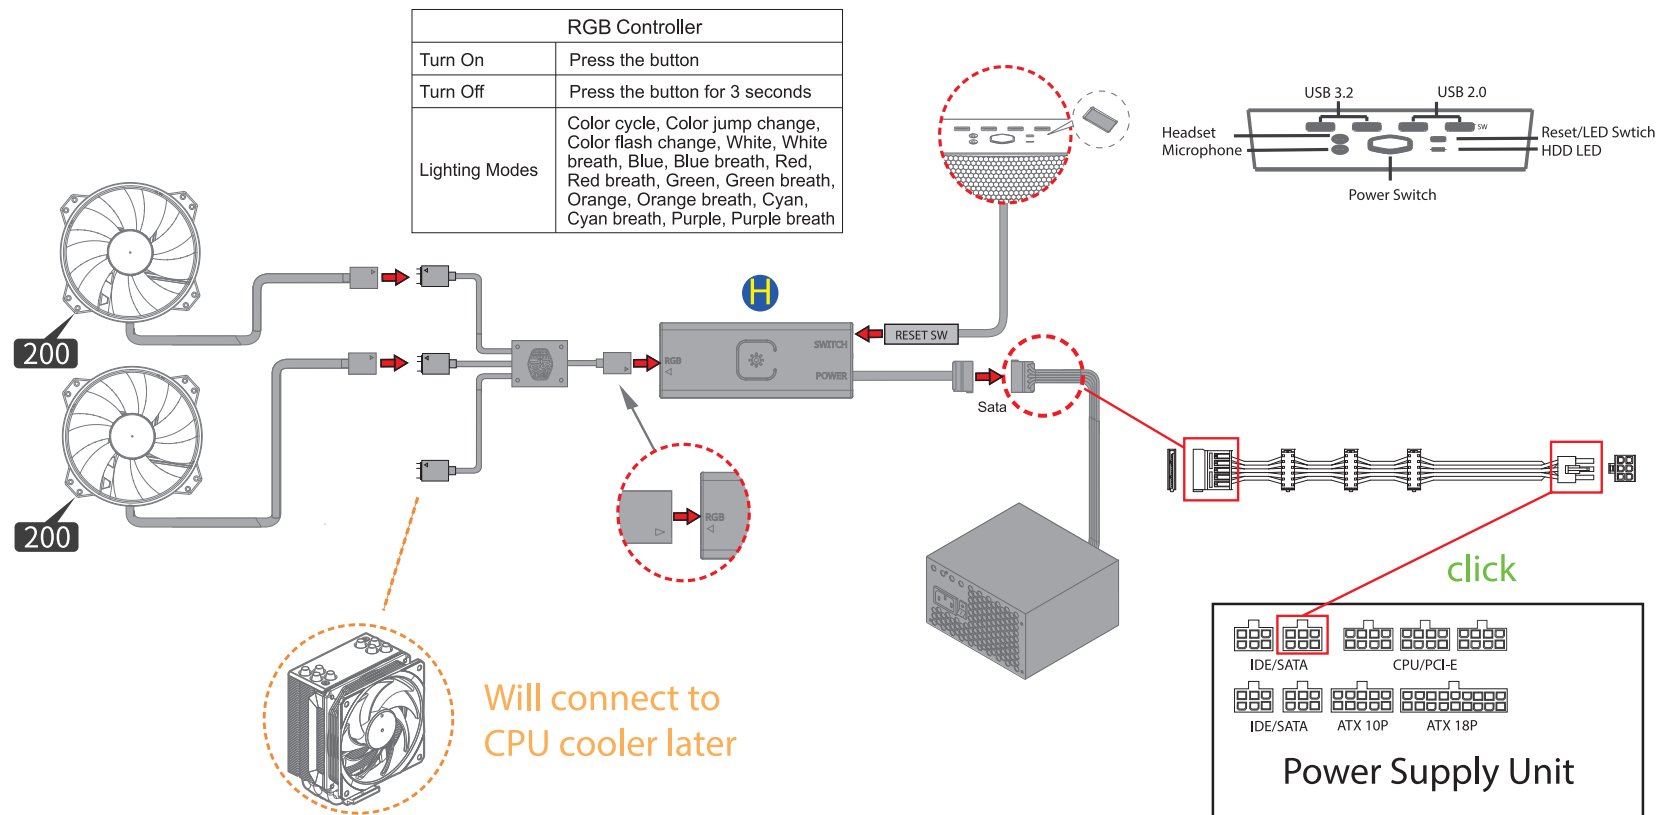 RGB Controller
Turn On
Press the button
Turn Off
Press the button for 3 seconds
Lighting Modes
Color cycle, Color jump change,
Color flash change, White, White
breath, Blue, Blue breath, Red,
Red breath, Green, Green breath,
Orange, Orange breath, Cyan,
Cyan breath, Purple, Purple breath
USB 3.2
USB 2.0
SW
Headset
Microphone
Reset/LED Swtich
HDD LED
Power Switch
H
200
RESET SW
SWITCH
RGB
POWER
Sata
200
RGB
click
IDE/SATA
CPU/PCI-E
IDE/SATA
ATX 10P
ATX 18P
Power Supply Unit
Will connect to
CPU cooler later